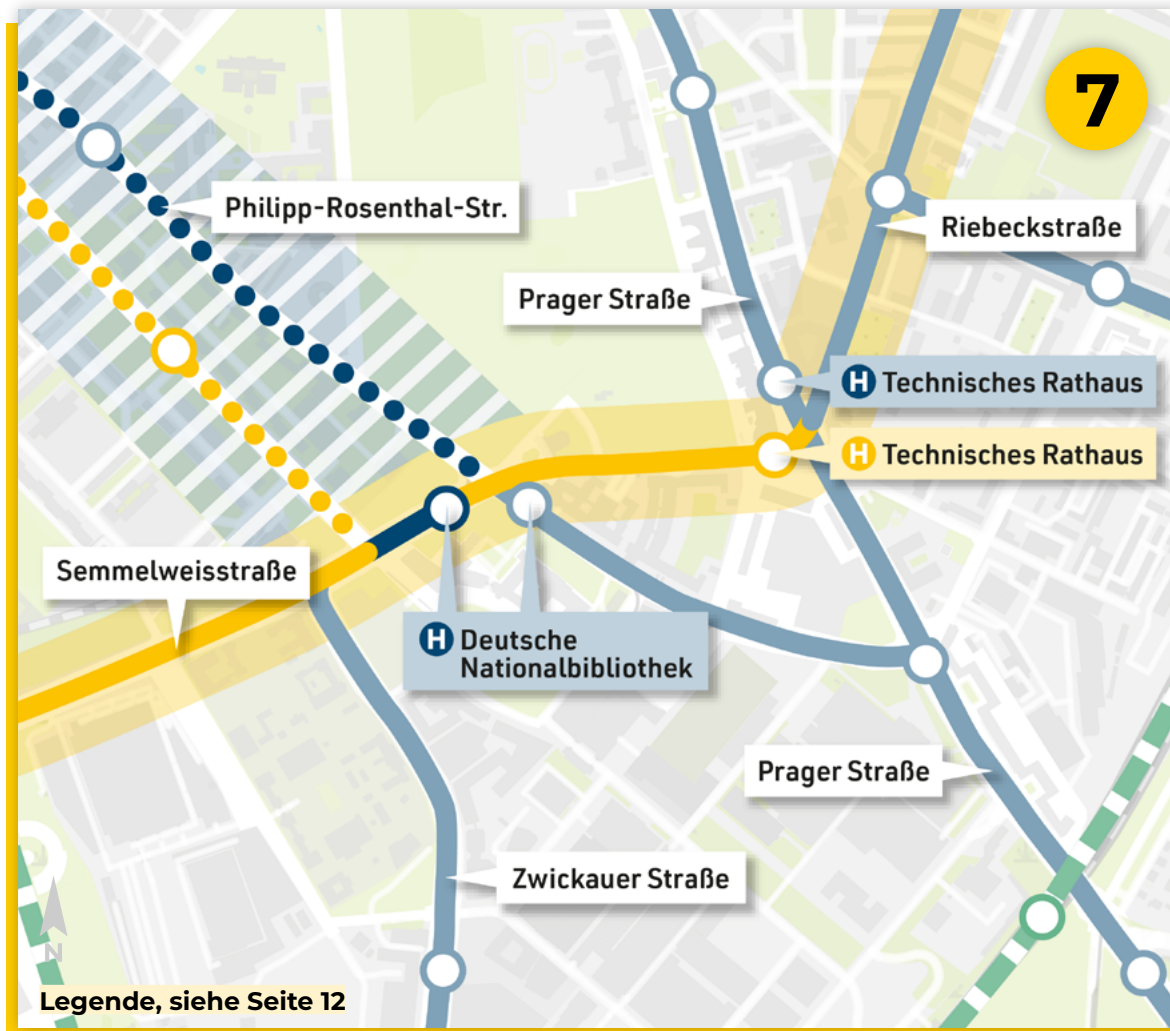 7
Philipp-Rosenthal-Str.
Riebeckstraße
Prager Straße
H Technisches Rathaus
H Technisches Rathaus
Semmelweisstraße
H Deutsche
Nationalbibliothek
Prager Straße
Zwickauer Straße
N
Legende, siehe Seite 12